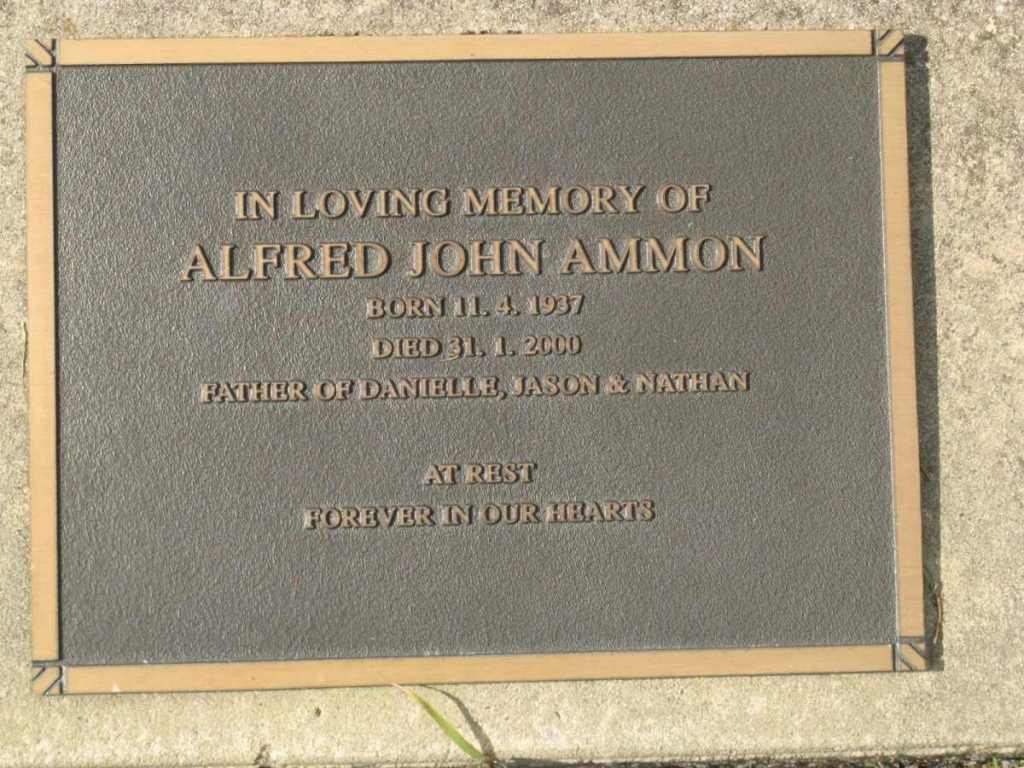 IN LOVING MEMORY OF
ALFRED JOHN AMMON
BORN 11. 4. 1937
DIED 31. 1. 2000
FATHER OF DANIELLE, JASON & NATHAN
AT REST
FOREVER IN OUR HEARTS